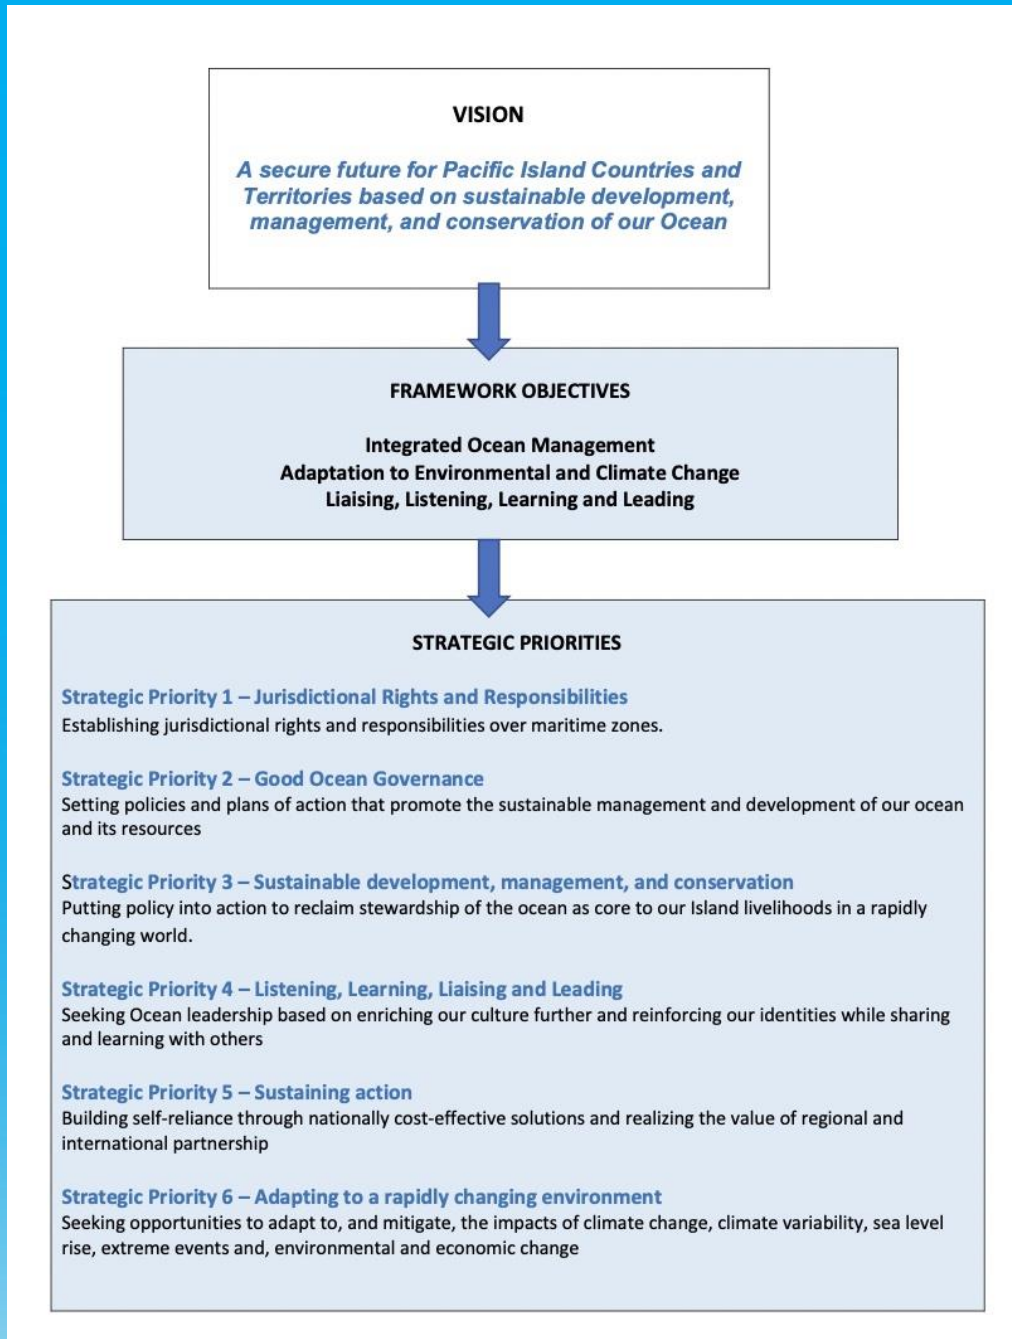 VISION
A secure future for Pacific Island Countries and
Territories based on sustainable development,
management, and conservation of our Ocean
FRAMEWORK OBJECTIVES
Integrated Ocean Management
Adaptation to Environmental and Climate Change
Liaising, Listening, Learning and Leading
STRATEGIC PRIORITIES
Strategic Priority 1 – Jurisdictional Rights and Responsibilities
Establishing jurisdictional rights and responsibilities over maritime zones.
Strategic Priority 2 – Good Ocean Governance
Setting policies and plans of action that promote the sustainable management and development of our ocean
and its resources
Strategic Priority 3 – Sustainable development, management, and conservation
Putting policy into action to reclaim stewardship of the ocean as core to our Island livelihoods in a rapidly
changing world.
Strategic Priority 4 – Listening, Learning, Liaising and Leading
Seeking Ocean leadership based on enriching our culture further and reinforcing our identities while sharing
and learning with others
Strategic Priority 5 – Sustaining action
Building self-reliance through nationally cost-effective solutions and realizing the value of regional and
international partnership
Strategic Priority 6 – Adapting to a rapidly changing environment
Seeking opportunities to adapt to, and mitigate, the impacts of climate change, climate variability, sea level
rise, extreme events and, environmental and economic change